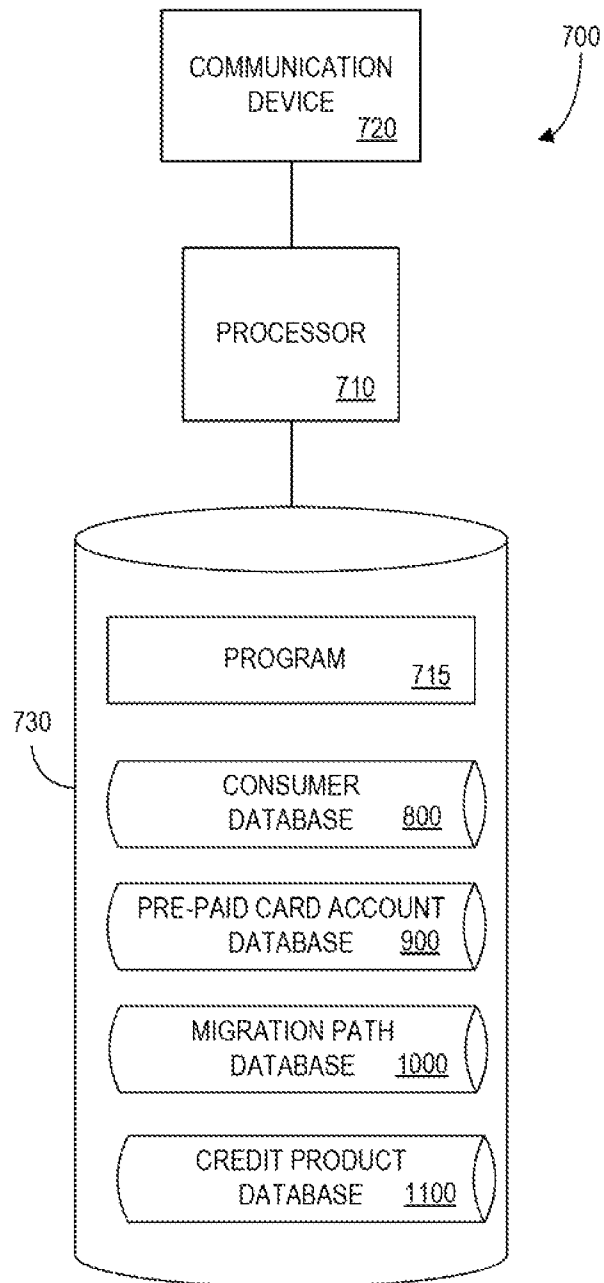 700
COMMUNICATION
DEVICE
720
PROCESSOR
710
PROGRAM
715
730
CONSUMER
DATABASE 800
PRE-PAID CARD ACCOUNT
DATABASE 900
MIGRATION PATH
DATABASE 1000
CREDIT PRODUCT
DATABASE 1100